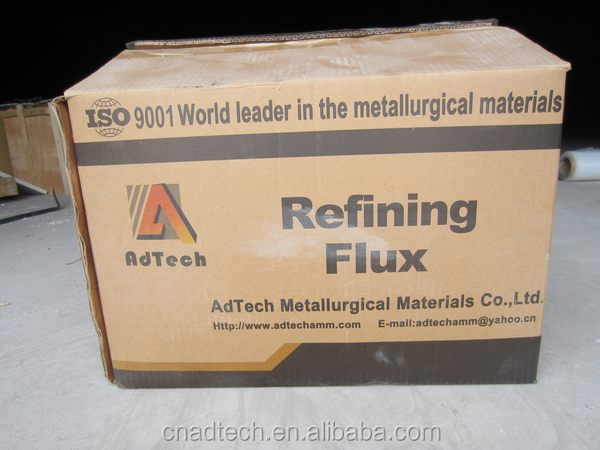 ISO 9001 World leader in the metallurgical materials
AdTech
Refining
Flux
AdTech Metallurgical Materials Co.,Ltd.
Http://www.adtechamm.com E-mail:adtechamm@yahoo.cn
cnadtech.en.alibaba.com